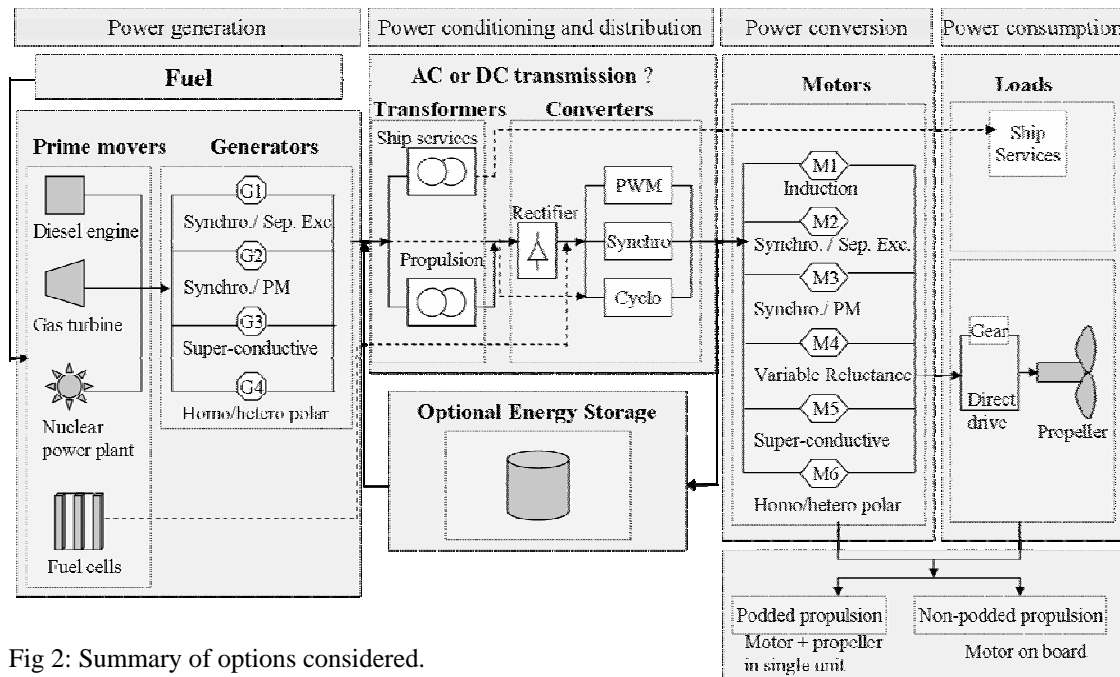 Power generation
Power conditioning and distribution
Power conversion
Power consumption
Fuel
Prime movers
Diesel engine
Gas turbine
Nuclear
power plant
Fuel cells
Generators
G1
Synchro./ Sep. Exc.
G2
Synchro./ PM
G3
Super-conductive
G4
Homo/hetero polar
AC or DC transmission ?
Transformers
Ship services
Propulsion
Converters
Rectifier
PWM
Synchro
Cyclo
Optional Energy Storage
Motors
M1
Induction
M2
Synchro. / Sep. Exc.
M3
Synchro./ PM
M4
Variable Reluctance
M5
Super-conductive
M6
Homo/hetero polar
Loads
Ship
Services
Gear
Direct
drive
Propeller
Podded propulsion
Motor + propeller
in single unit
Non-podded propulsion
Motor on board
Fig 2: Summary of options considered.